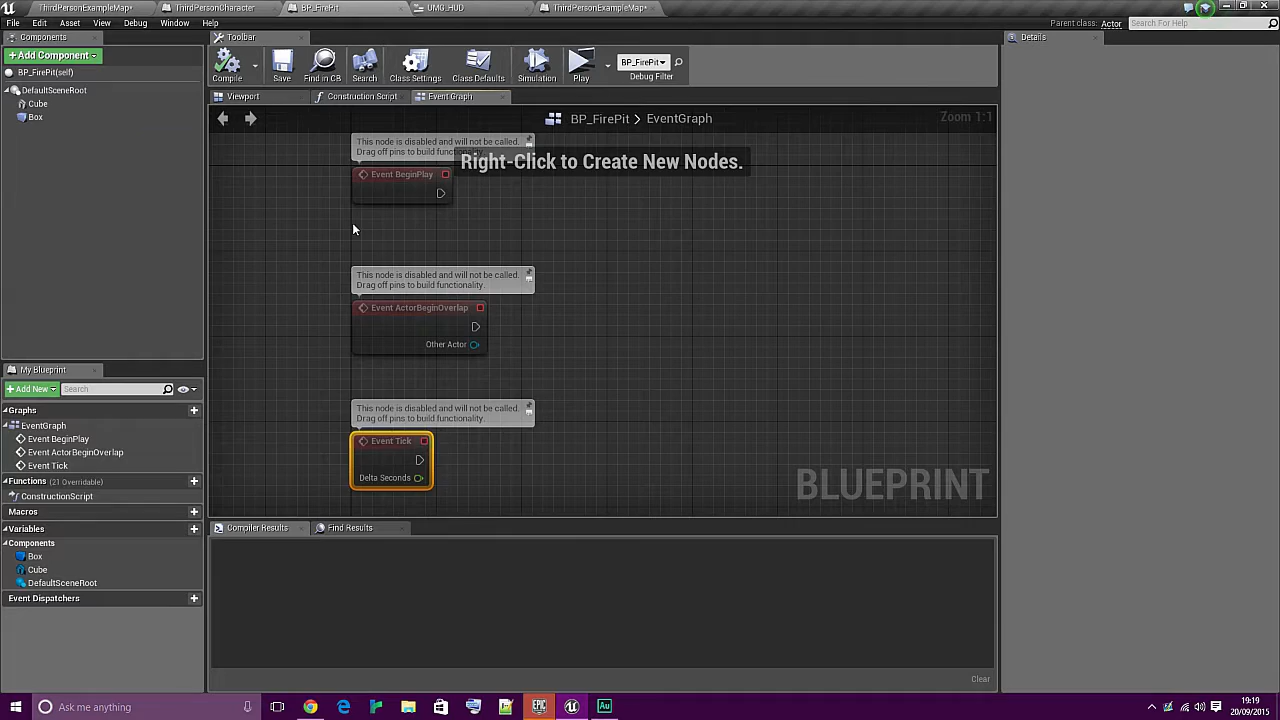 ThirdPersonExampleMap*
ThirdPersonCharacter
BP_FirePit
UMG_HUD
ThirdPersonExampleMap*
File Edit Asset View Debug Window Help
Parent class: Actor
Search For Help
Components
Toolbar
Details
+Add Component
BP_FirePit(self)
DefaultSceneRoot
Cube
Box
Compile
Save
Find in CB
Search
Class Settings
Class Defaults
Simulation
Play
BP_FirePit
Debug Filter
Viewport
Construction Script
Event Graph
BP_FirePit > EventGraph
Zoom 1:1
Right-Click to Create New Nodes.
This node is disabled and will not be called.
Drag off pins to build functionality.
Event BeginPlay
This node is disabled and will not be called.
Drag off pins to build functionality.
Event ActorBeginOverlap
Other Actor
This node is disabled and will not be called.
Drag off pins to build functionality.
Event Tick
Delta Seconds
BLUEPRINT
My Blueprint
+Add New
Search
Graphs
EventGraph
Event BeginPlay
Event ActorBeginOverlap
Event Tick
Functions (21 Overridable)
ConstructionScript
Macros
Variables
Components
Box
Cube
DefaultSceneRoot
Event Dispatchers
Compiler Results
Find Results
Clear
Ask me anything
EPIC
Au
19:19
20/09/2015